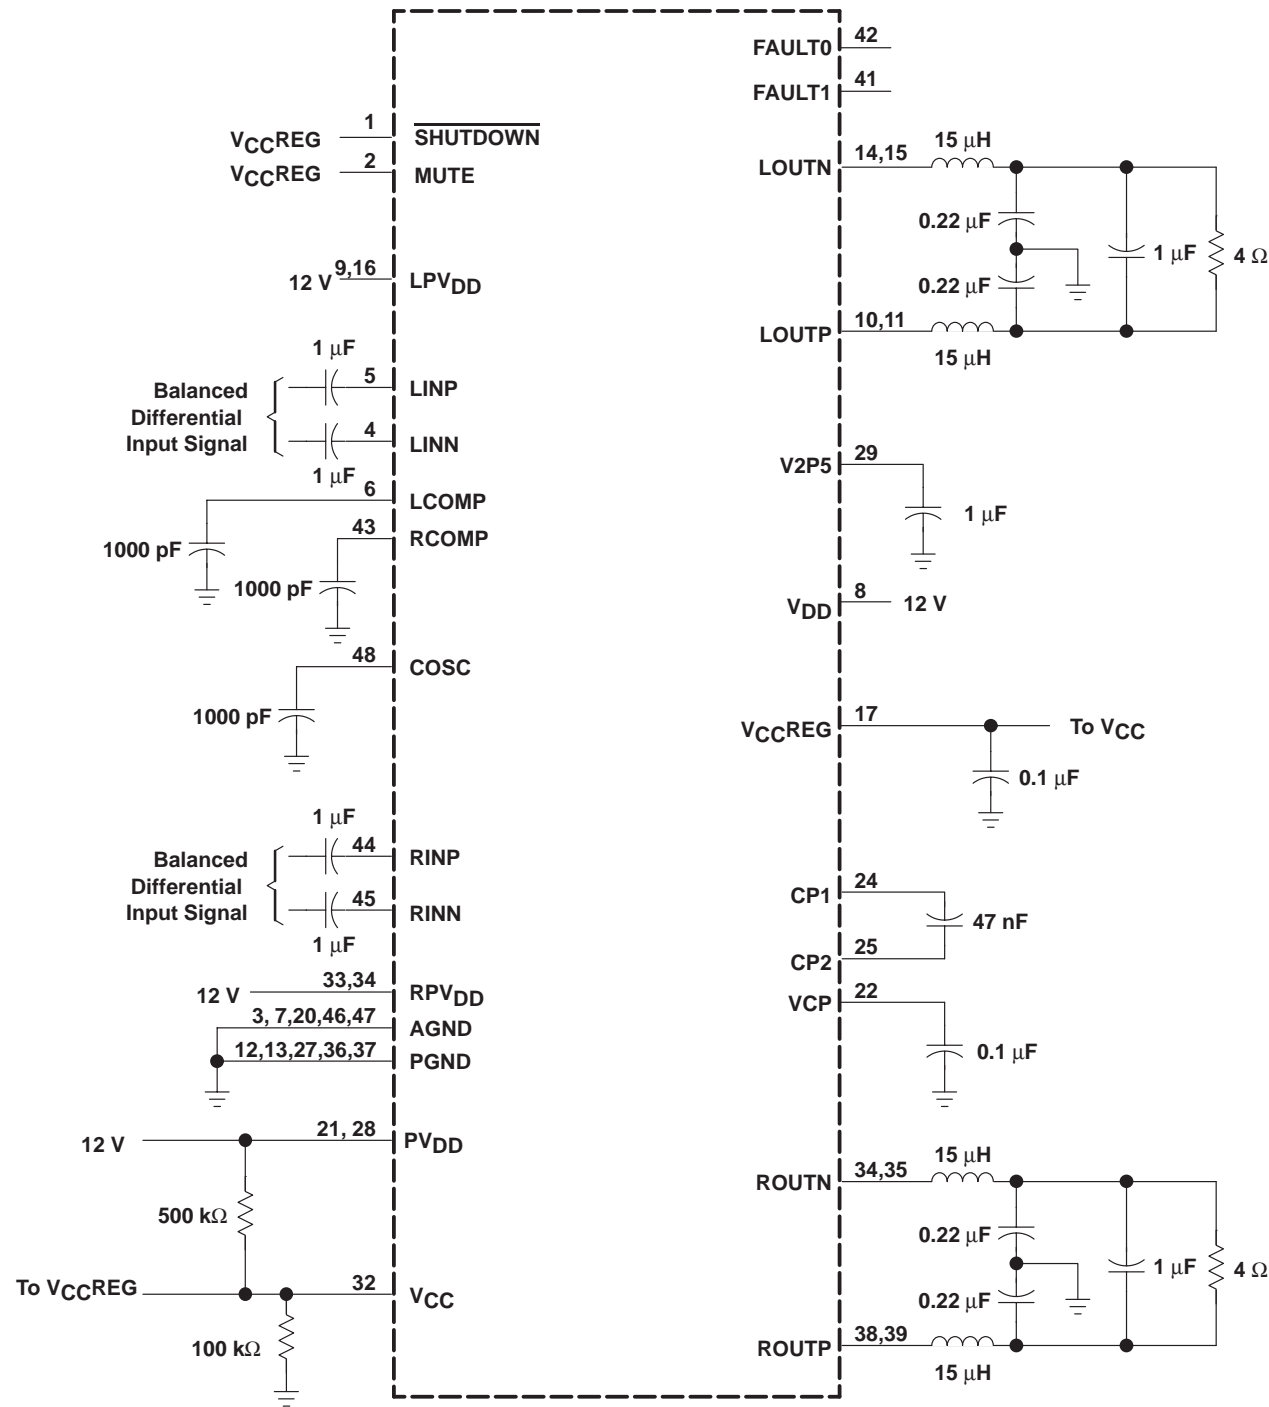 FAULT0 42
FAULT1 41
VCCREG 1 SHUTDOWN
VCCREG 2 MUTE
LOUTN 14,15 15 μH
0.22 μF
1 μF
4 Ω
0.22 μF
LOUTP 10,11
15 μH
12 V 9,16 LPVDD
1 μF
Balanced
Differential
Input Signal
5 LINP
4 LINN
1 μF
6 LCOMP
1000 pF
43 RCOMP
1000 pF
V2P5 29
1 μF
VDD 8 12 V
48 COSC
1000 pF
VCCREG 17 To VCC
0.1 μF
1 μF
Balanced
Differential
Input Signal
44 RINP
45 RINN
1 μF
CP1 24
47 nF
CP2 25
VCP 22
0.1 μF
12 V 33,34 RPVDD
3, 7,20,46,47 AGND
12,13,27,36,37 PGND
12 V 21, 28 PVDD
500 kΩ
To VCCREG 32 VCC
100 kΩ
ROUTN 34,35 15 μH
0.22 μF
1 μF
4 Ω
0.22 μF
ROUTP 38,39
15 μH